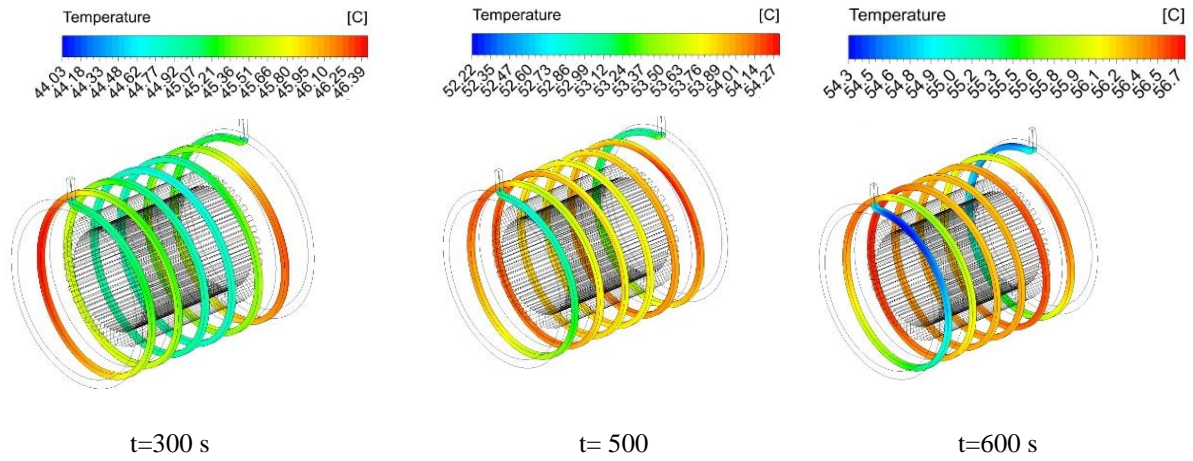 Temperature [C]
44.03 44.18 44.33 44.48 44.62 44.77 44.92 45.07 45.21 45.36 45.51 45.66 45.80 45.95 46.10 46.25 46.39
Temperature [C]
52.22 52.35 52.47 52.60 52.73 52.86 52.99 53.12 53.24 53.37 53.50 53.63 53.76 53.89 54.01 54.14 54.27
Temperature [C]
54.3 54.5 54.6 54.8 54.9 55.0 55.2 55.3 55.5 55.6 55.8 55.9 56.1 56.2 56.4 56.5 56.7
t=300 s
t= 500
t=600 s